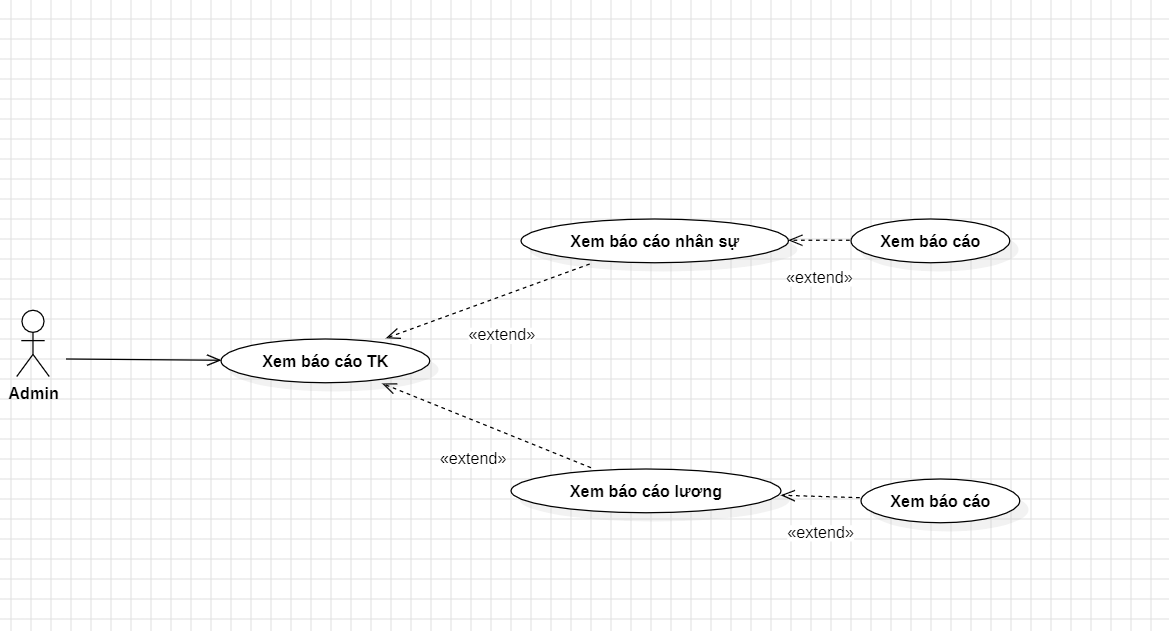 Xem báo cáo nhân sự
Xem báo cáo
«extend»
«extend»
Xem báo cáo TK
Admin
«extend»
Xem báo cáo lương
Xem báo cáo
«extend»